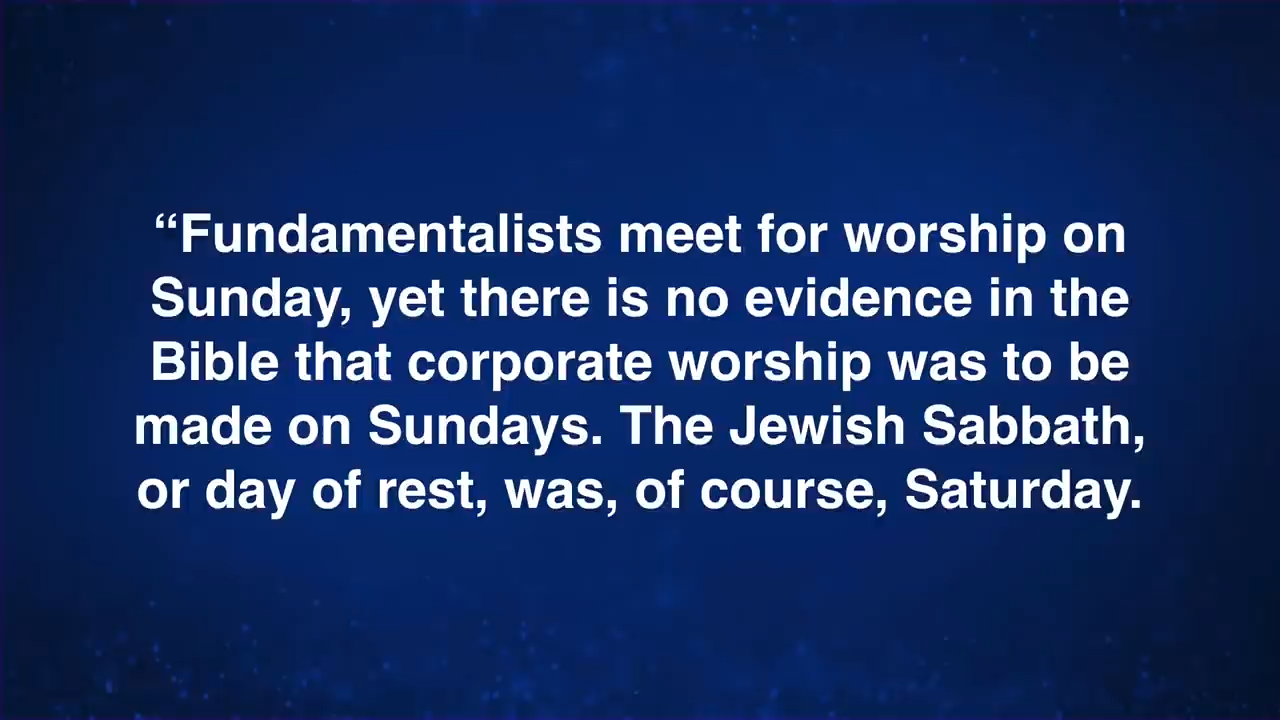 “Fundamentalists meet for worship on
Sunday, yet there is no evidence in the
Bible that corporate worship was to be
made on Sundays. The Jewish Sabbath,
or day of rest, was, of course, Saturday.